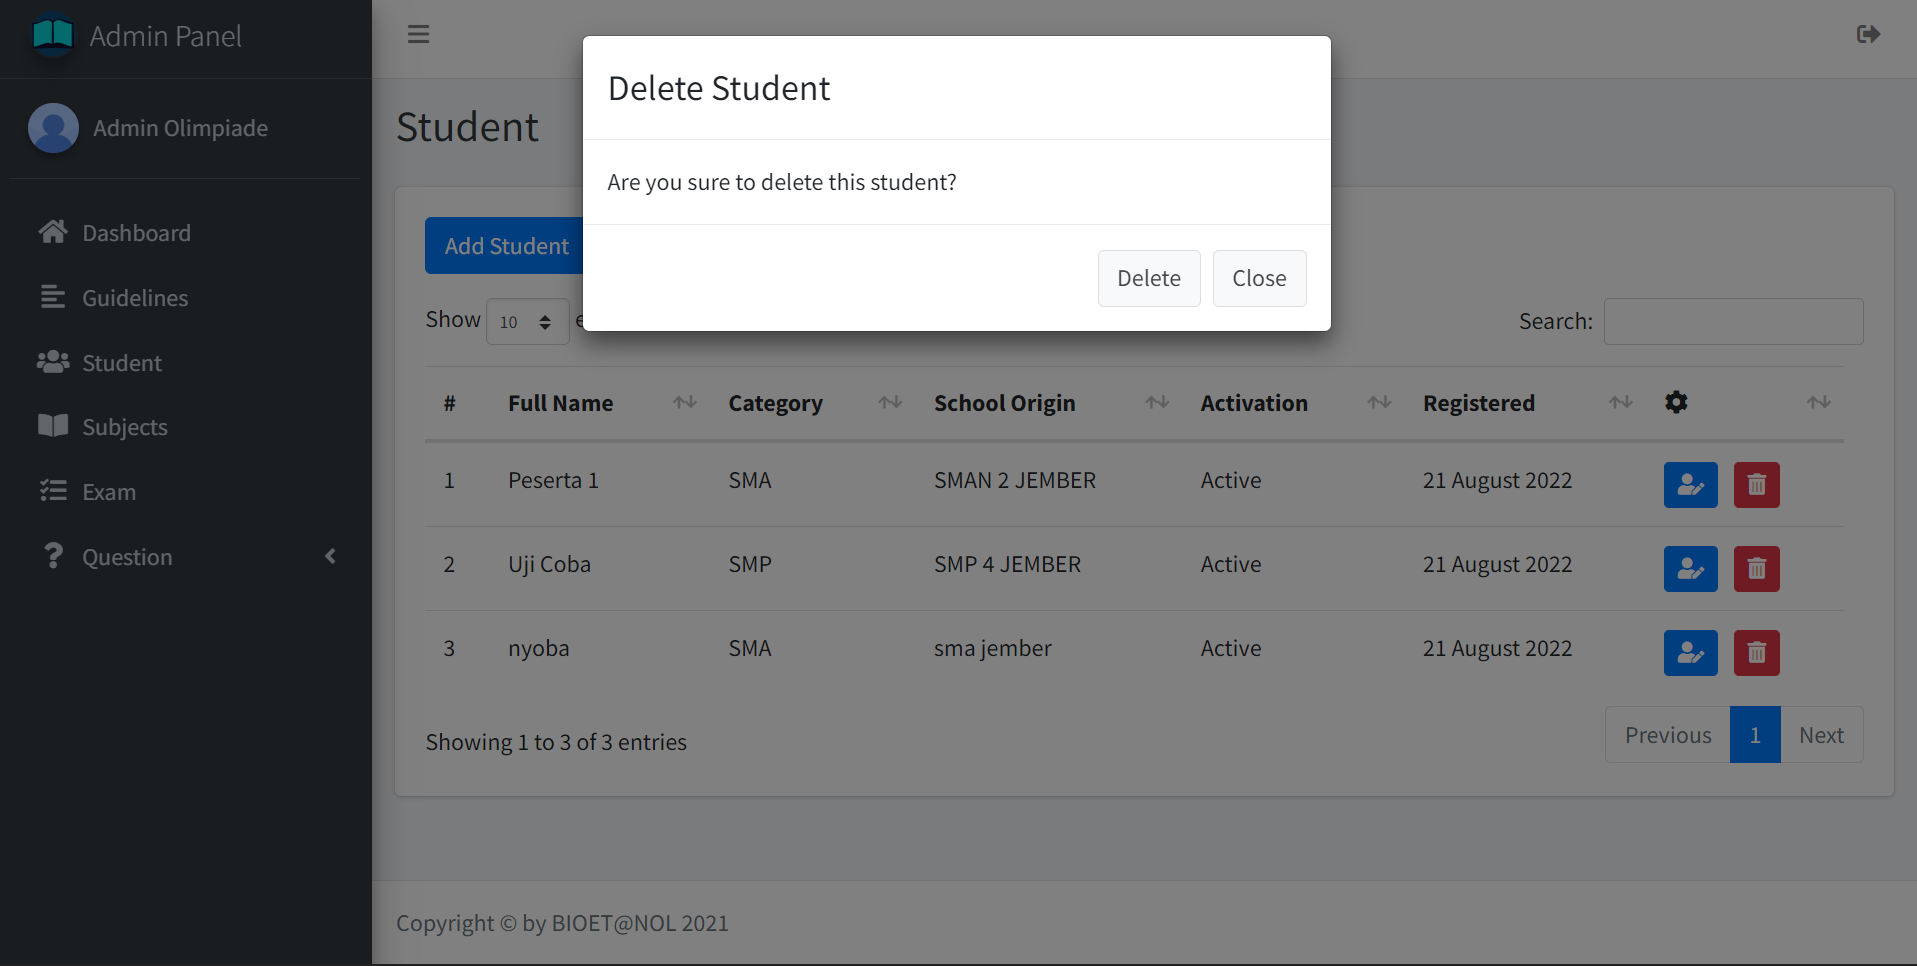 Admin Panel
Admin Olimpiade
Dashboard
Guidelines
Student
Subjects
Exam
Question
Delete Student
Are you sure to delete this student?
Delete Close
Student
Add Student
Show 10 e
Search:
# Full Name Category School Origin Activation Registered
1 Peserta 1 SMA SMAN 2 JEMBER Active 21 August 2022
2 Uji Coba SMP SMP 4 JEMBER Active 21 August 2022
3 nyoba SMA sma jember Active 21 August 2022
Showing 1 to 3 of 3 entries
Previous 1 Next
Copyright © by BIOET@NOL 2021